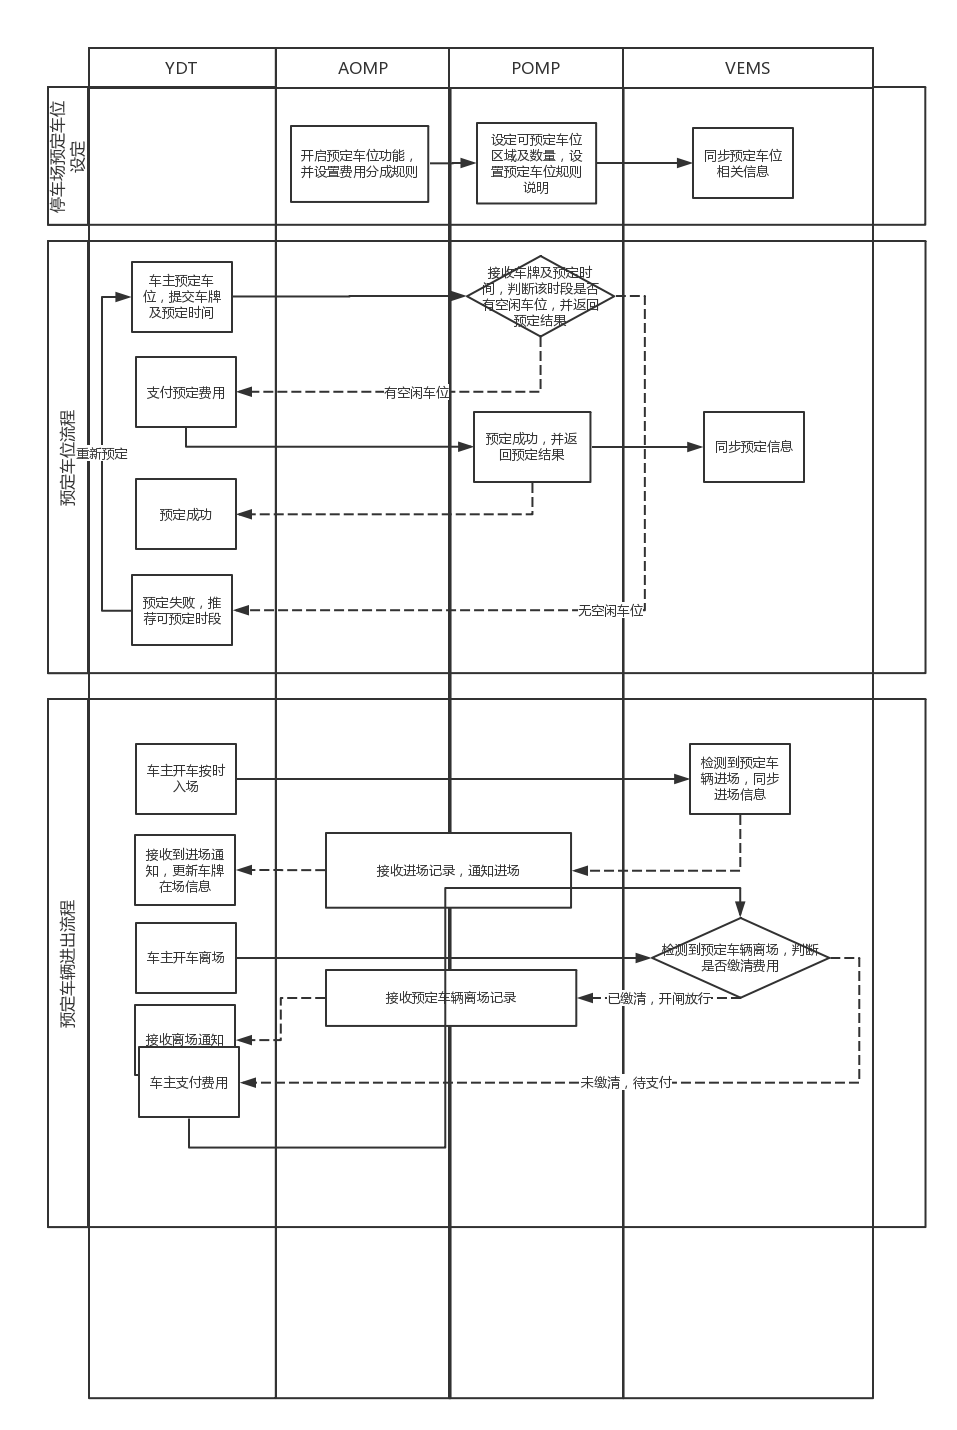 YDT
AOMP
POMP
VEMS
停车场预定车位
设定
开启预定车位功能，
并设置费用分成规则
设定可预定车位
区域及数量，设
置预定车位规则
说明
同步预定车位
相关信息
预定车位流程
车主预定车
位，提交车牌
及预定时间
接收车牌及预定时
间，判断该时段是否
有空闲车位，并返回
预定结果
支付预定费用
有空闲车位
重新预定
预定成功，并返
回预定结果
同步预定信息
预定成功
预定失败，推
荐可预定时段
无空闲车位
预定车辆进出流程
车主开车按时
入场
检测到预定车
辆进场，同步
进场信息
接收到进场通
知，更新车牌
在场信息
接收进场记录，通知进场
车主开车离场
检测到预定车辆离场，判断
是否缴清费用
接收预定车辆离场记录
已缴清，开闸放行
接收离场通知
车主支付费用
未缴清，待支付